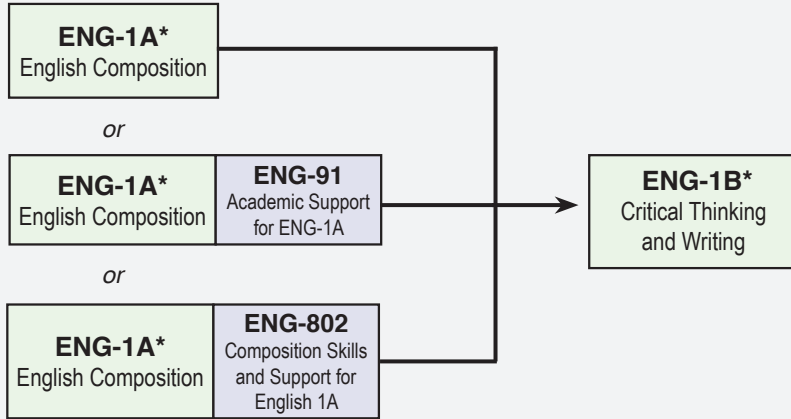 ENG-1A*
English Composition
or
ENG-1A*
English Composition
ENG-91
Academic Support
for ENG-1A
or
ENG-1A*
English Composition
ENG-802
Composition Skills
and Support for
English 1A
ENG-1B*
Critical Thinking
and Writing